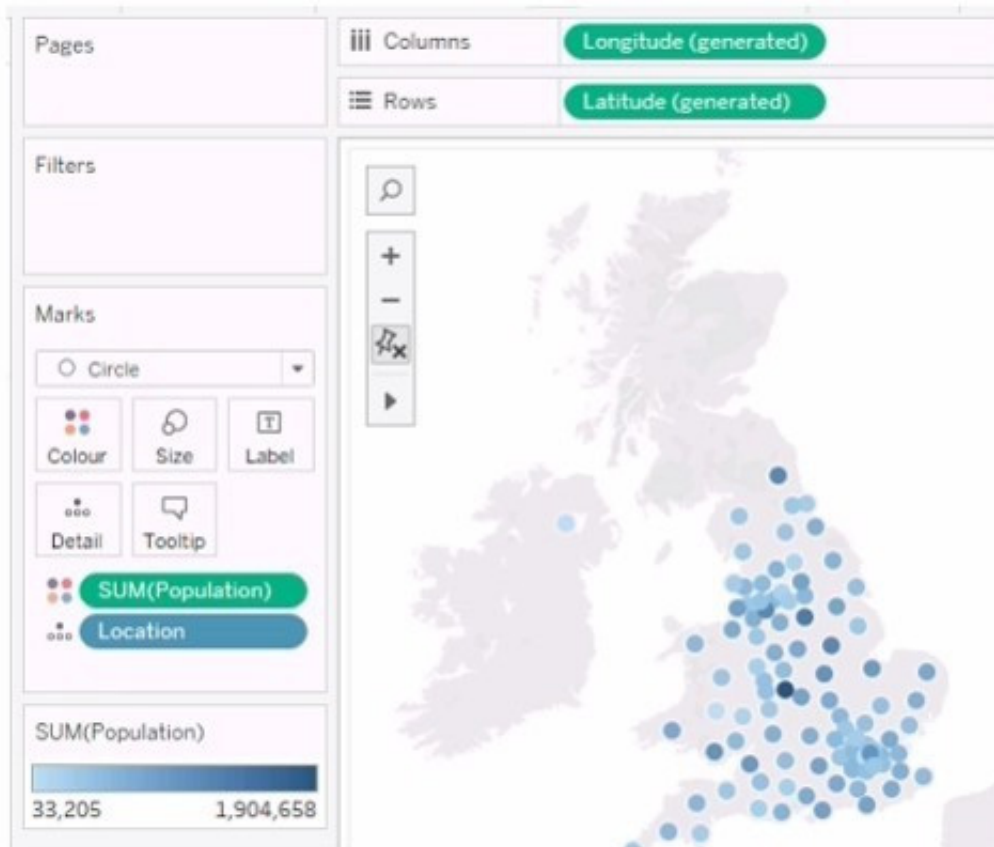 Pages
Columns
Longitude (generated)
Rows
Latitude (generated)
Filters
Marks
Circle
Colour
Size
Label
Detail
Tooltip
SUM(Population)
Location
SUM(Population)
33,205 1,904,658